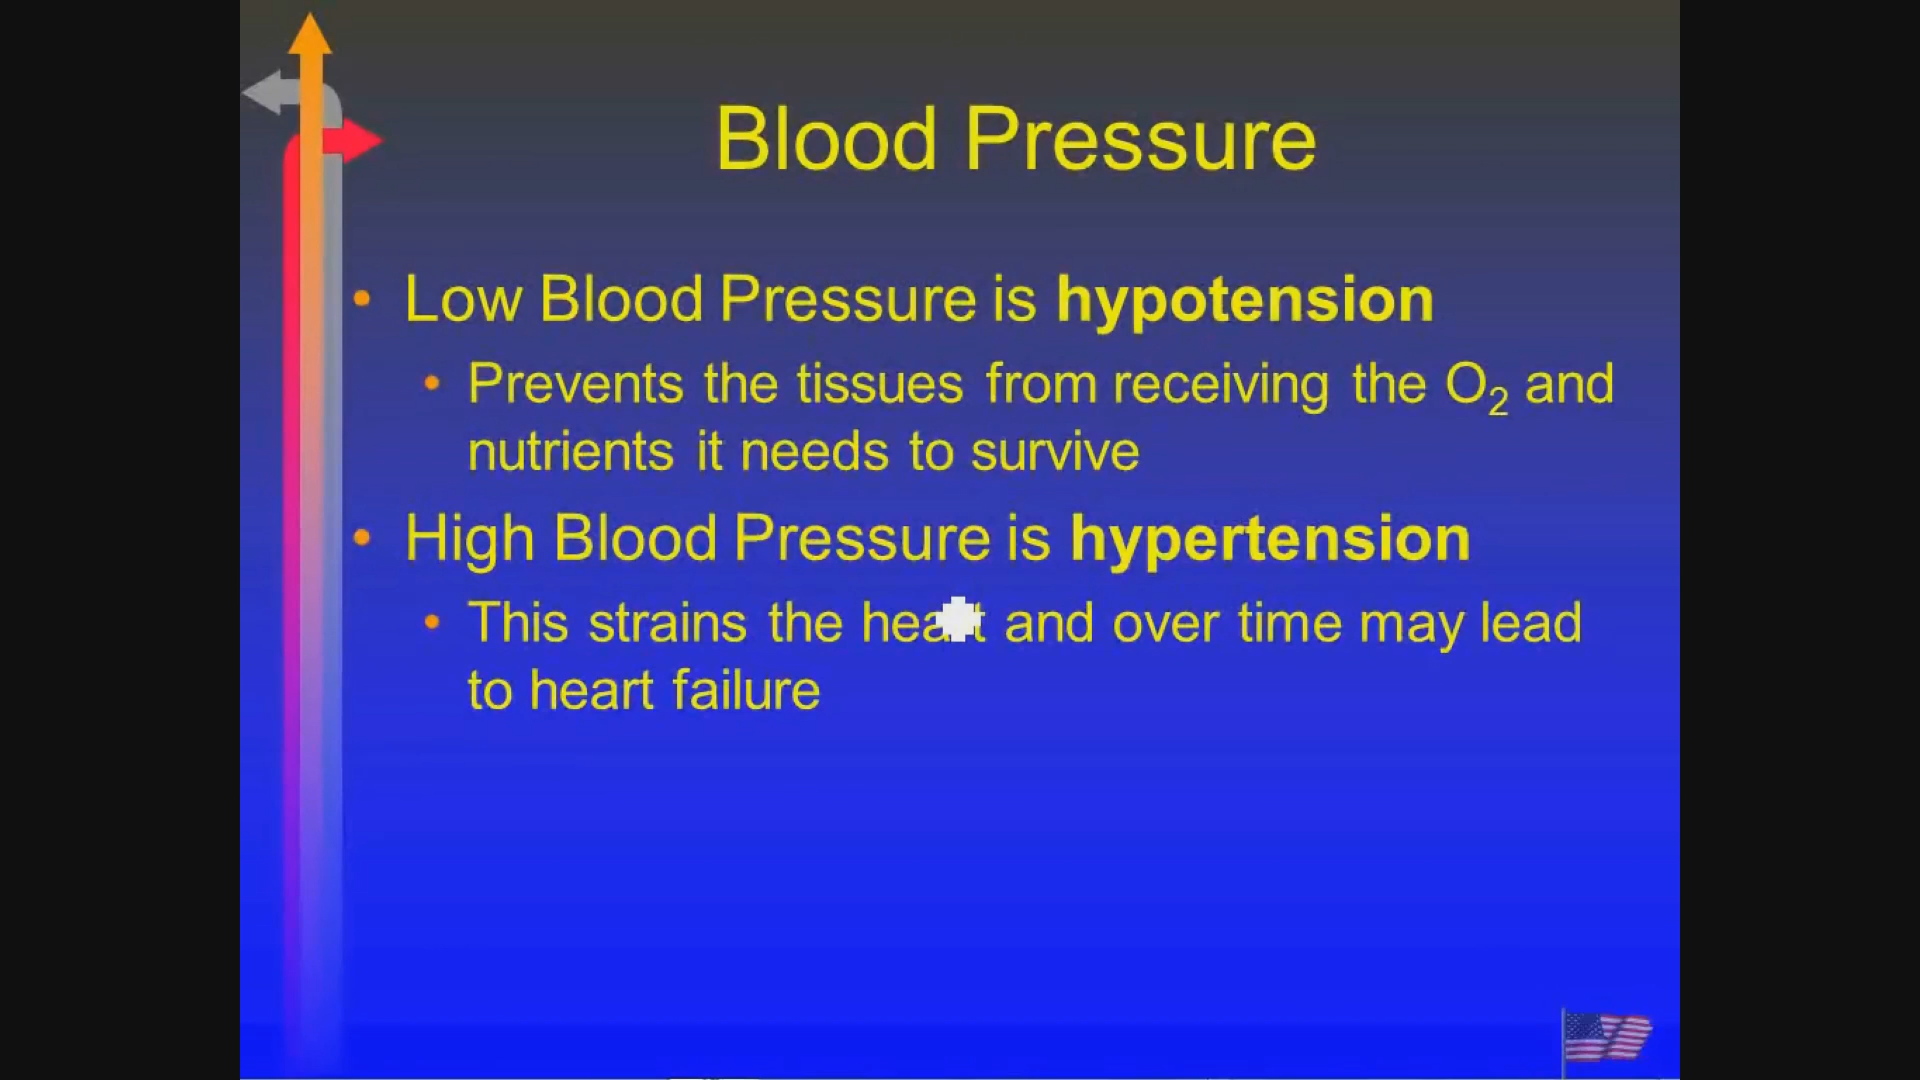 Blood Pressure
• Low Blood Pressure is hypotension
• Prevents the tissues from receiving the O₂ and
nutrients it needs to survive
• High Blood Pressure is hypertension
• This strains the heart and over time may lead
to heart failure